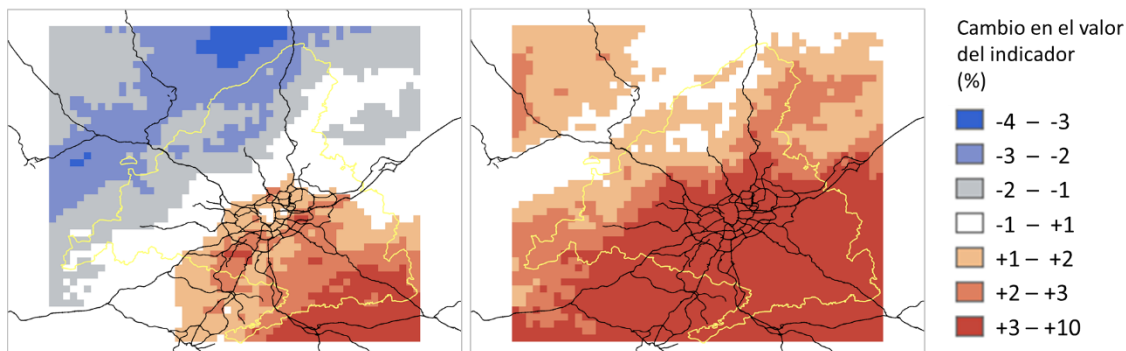 Cambio en el valor
del indicador
(%)
-4 – -3
-3 – -2
-2 – -1
-1 – +1
+1 – +2
+2 – +3
+3 – +10